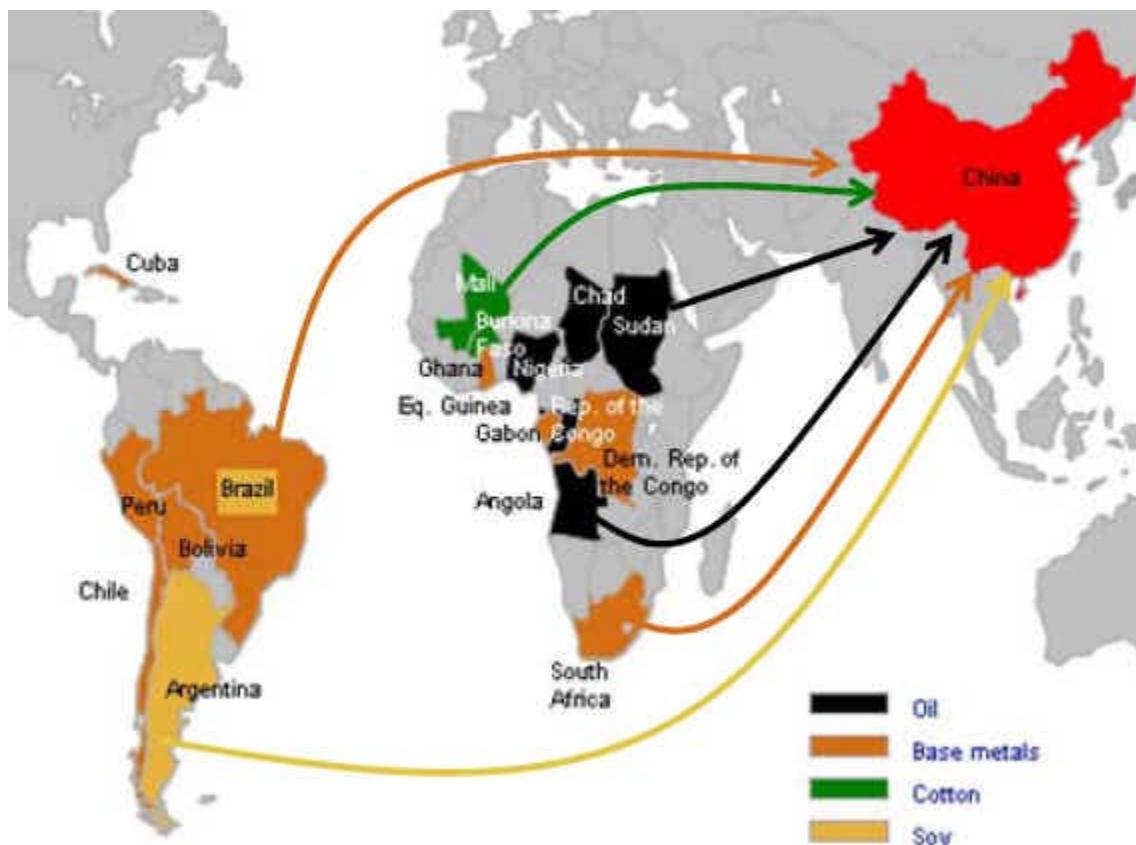 China
Cuba
Mali
Chad
Burkina
Faso
Sudan
Ghana
Nigeria
Eq. Guinea
Rep. of the
Congo
Gabon
Dem. Rep. of
the Congo
Angola
Brazil
Peru
Bolivia
Chile
Argentina
South
Africa
Oil
Base metals
Cotton
Soy